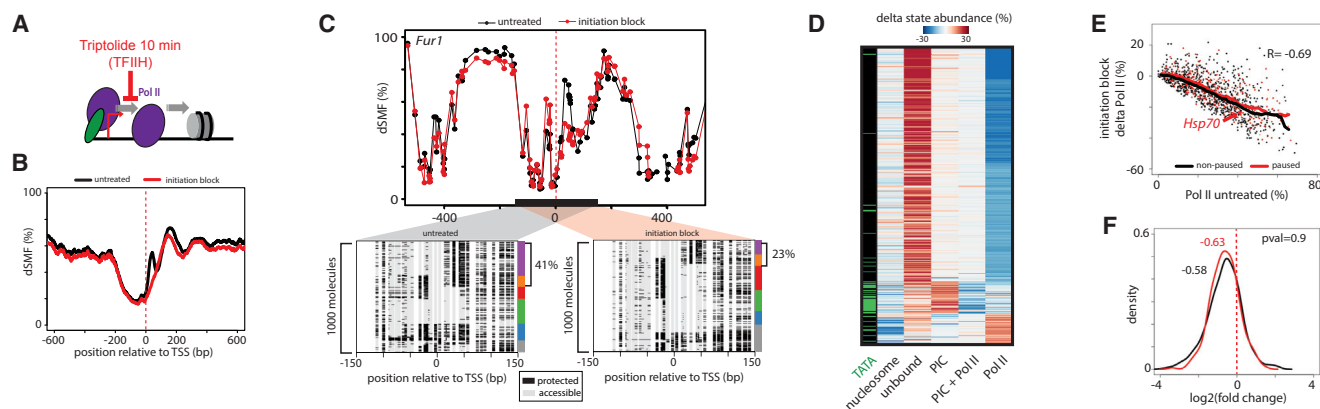 A
Triptolide 10 min
(TFIIH)
Pol II
B
untreated
initiation block
100
dSMF (%)
0
-600
-200
0
200
600
position relative to TSS (bp)
C
untreated
initiation block
Fur1
100
dSMF (%)
0
-400
0
400
untreated
initiation block
1000 molecules
41%
1000 molecules
23%
-150
0
150
-150
0
150
position relative to TSS (bp)
position relative to TSS (bp)
protected
accessible
D
delta state abundance (%)
-30
30
TATA
nucleosome
unbound
PIC
PIC + Pol II
Pol II
E
initiation block
delta Pol II (%)
20
0
-60
R= -0.69
Hsp70
non-paused
paused
0
80
Pol II untreated (%)
F
0.6
density
0
-0.63
-0.58
pval=0.9
-4
0
4
log2(fold change)